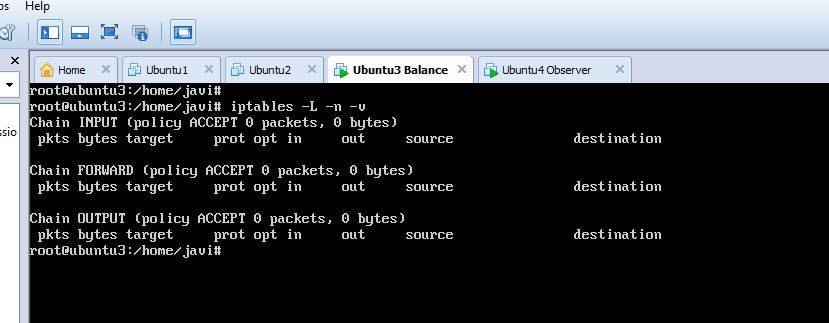 os Help
Home Ubuntu1 Ubuntu2 Ubuntu3 Balance Ubuntu4 Observer
ssio
root@ubuntu3:/home/javi#
root@ubuntu3:/home/javi# iptables -L -n -v
Chain INPUT (policy ACCEPT 0 packets, 0 bytes)
pkts bytes target prot opt in out source destination
Chain FORWARD (policy ACCEPT 0 packets, 0 bytes)
pkts bytes target prot opt in out source destination
Chain OUTPUT (policy ACCEPT 0 packets, 0 bytes)
pkts bytes target prot opt in out source destination
root@ubuntu3:/home/javi#